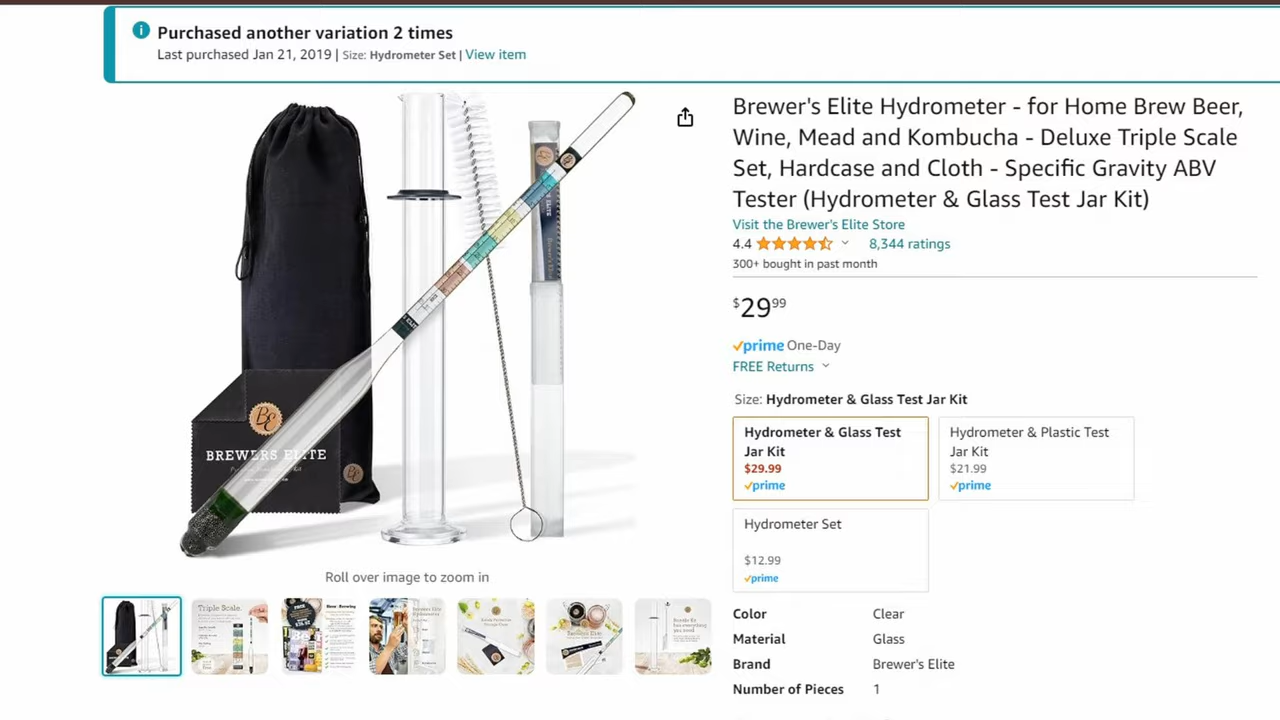 Purchased another variation 2 times
Last purchased Jan 21, 2019 | Size: Hydrometer Set | View item
BREWERS ELITE
Roll over image to zoom in
Triple Scale.
Brewer's Elite Hydrometer - for Home Brew Beer,
Wine, Mead and Kombucha - Deluxe Triple Scale
Set, Hardcase and Cloth - Specific Gravity ABV
Tester (Hydrometer & Glass Test Jar Kit)
Visit the Brewer's Elite Store
4.4 8,344 ratings
300+ bought in past month
$29 99
prime One-Day
FREE Returns
Size: Hydrometer & Glass Test Jar Kit
Hydrometer & Glass Test
Jar Kit
$29.99
prime
Hydrometer & Plastic Test
Jar Kit
$21.99
prime
Hydrometer Set
$12.99
prime
Color Clear
Material Glass
Brand Brewer's Elite
Number of Pieces 1